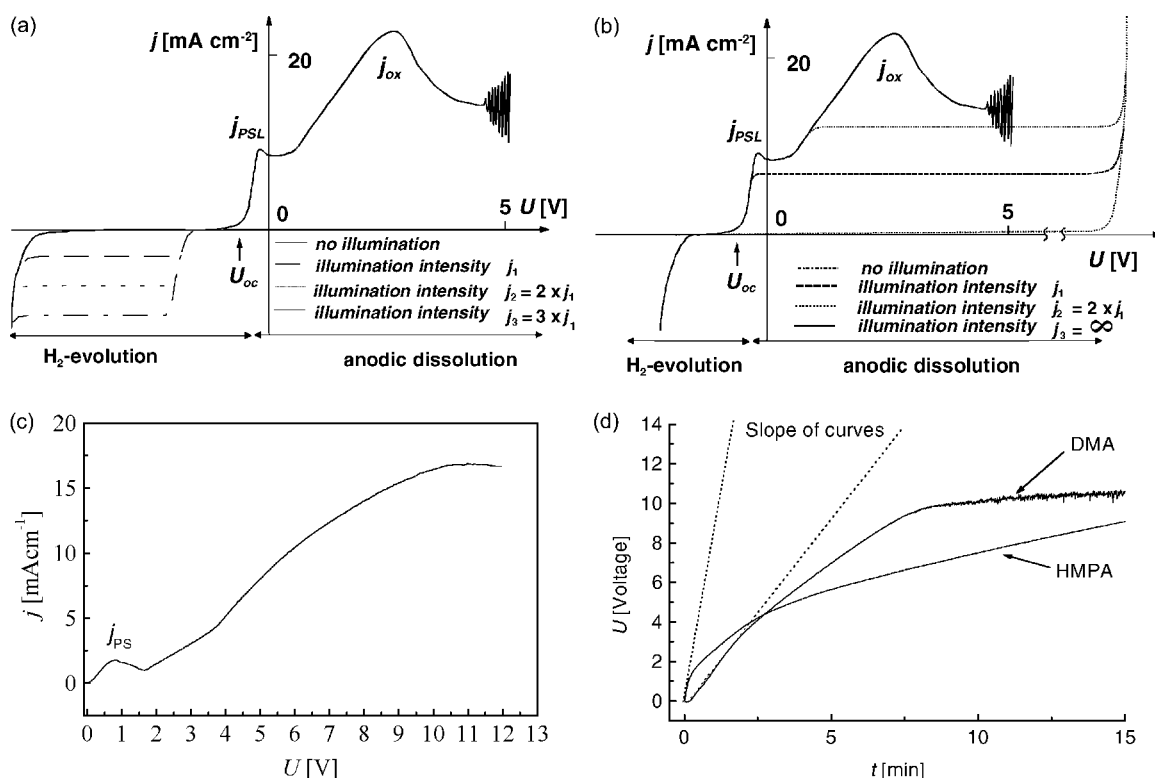 (a)
j [mA cm-2]
20
jox
jPSL
0
5
U [V]
Uoc
no illumination
illumination intensity j1
illumination intensity j2 = 2 x j1
illumination intensity j3 = 3 x j1
H2-evolution
anodic dissolution
(b)
j [mA cm-2]
20
jox
jPSL
0
5
U [V]
Uoc
no illumination
illumination intensity j1
illumination intensity j2 = 2 x j1
illumination intensity j3 = ∞
H2-evolution
anodic dissolution
(c)
20
15
10
5
0
j [mAcm-1]
jPS
0 1 2 3 4 5 6 7 8 9 10 11 12 13
U [V]
(d)
14
12
10
8
6
4
2
0
U [Voltage]
Slope of curves
DMA
HMPA
0 5 10 15
t [min]